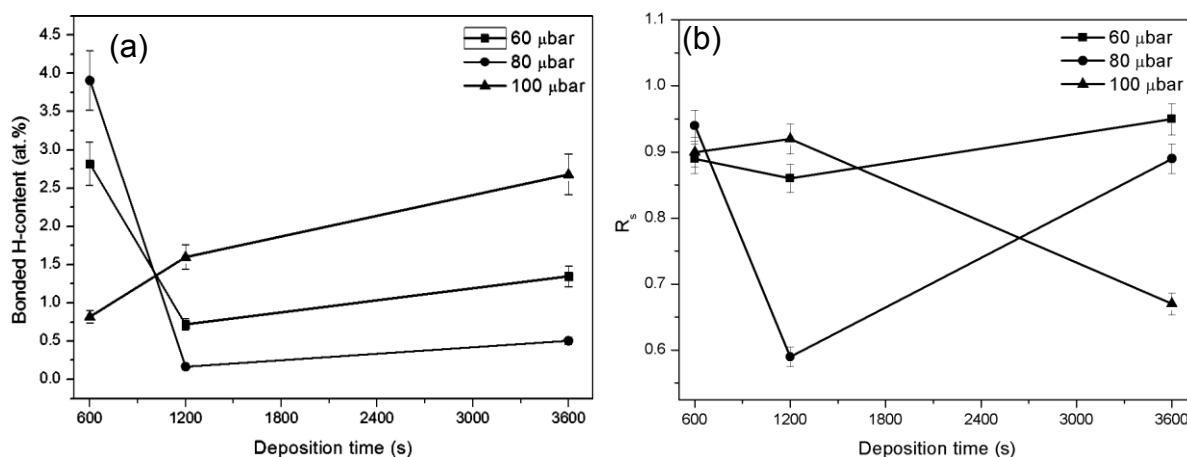 (a)
60 μbar
80 μbar
100 μbar
Bonded H-content (at.%)
4.5
4.0
3.5
3.0
2.5
2.0
1.5
1.0
0.5
0.0
600 1200 1800 2400 3000 3600
Deposition time (s)
(b)
60 μbar
80 μbar
100 μbar
Rs
1.1
1.0
0.9
0.8
0.7
0.6
600 1200 1800 2400 3000 3600
Deposition time (s)